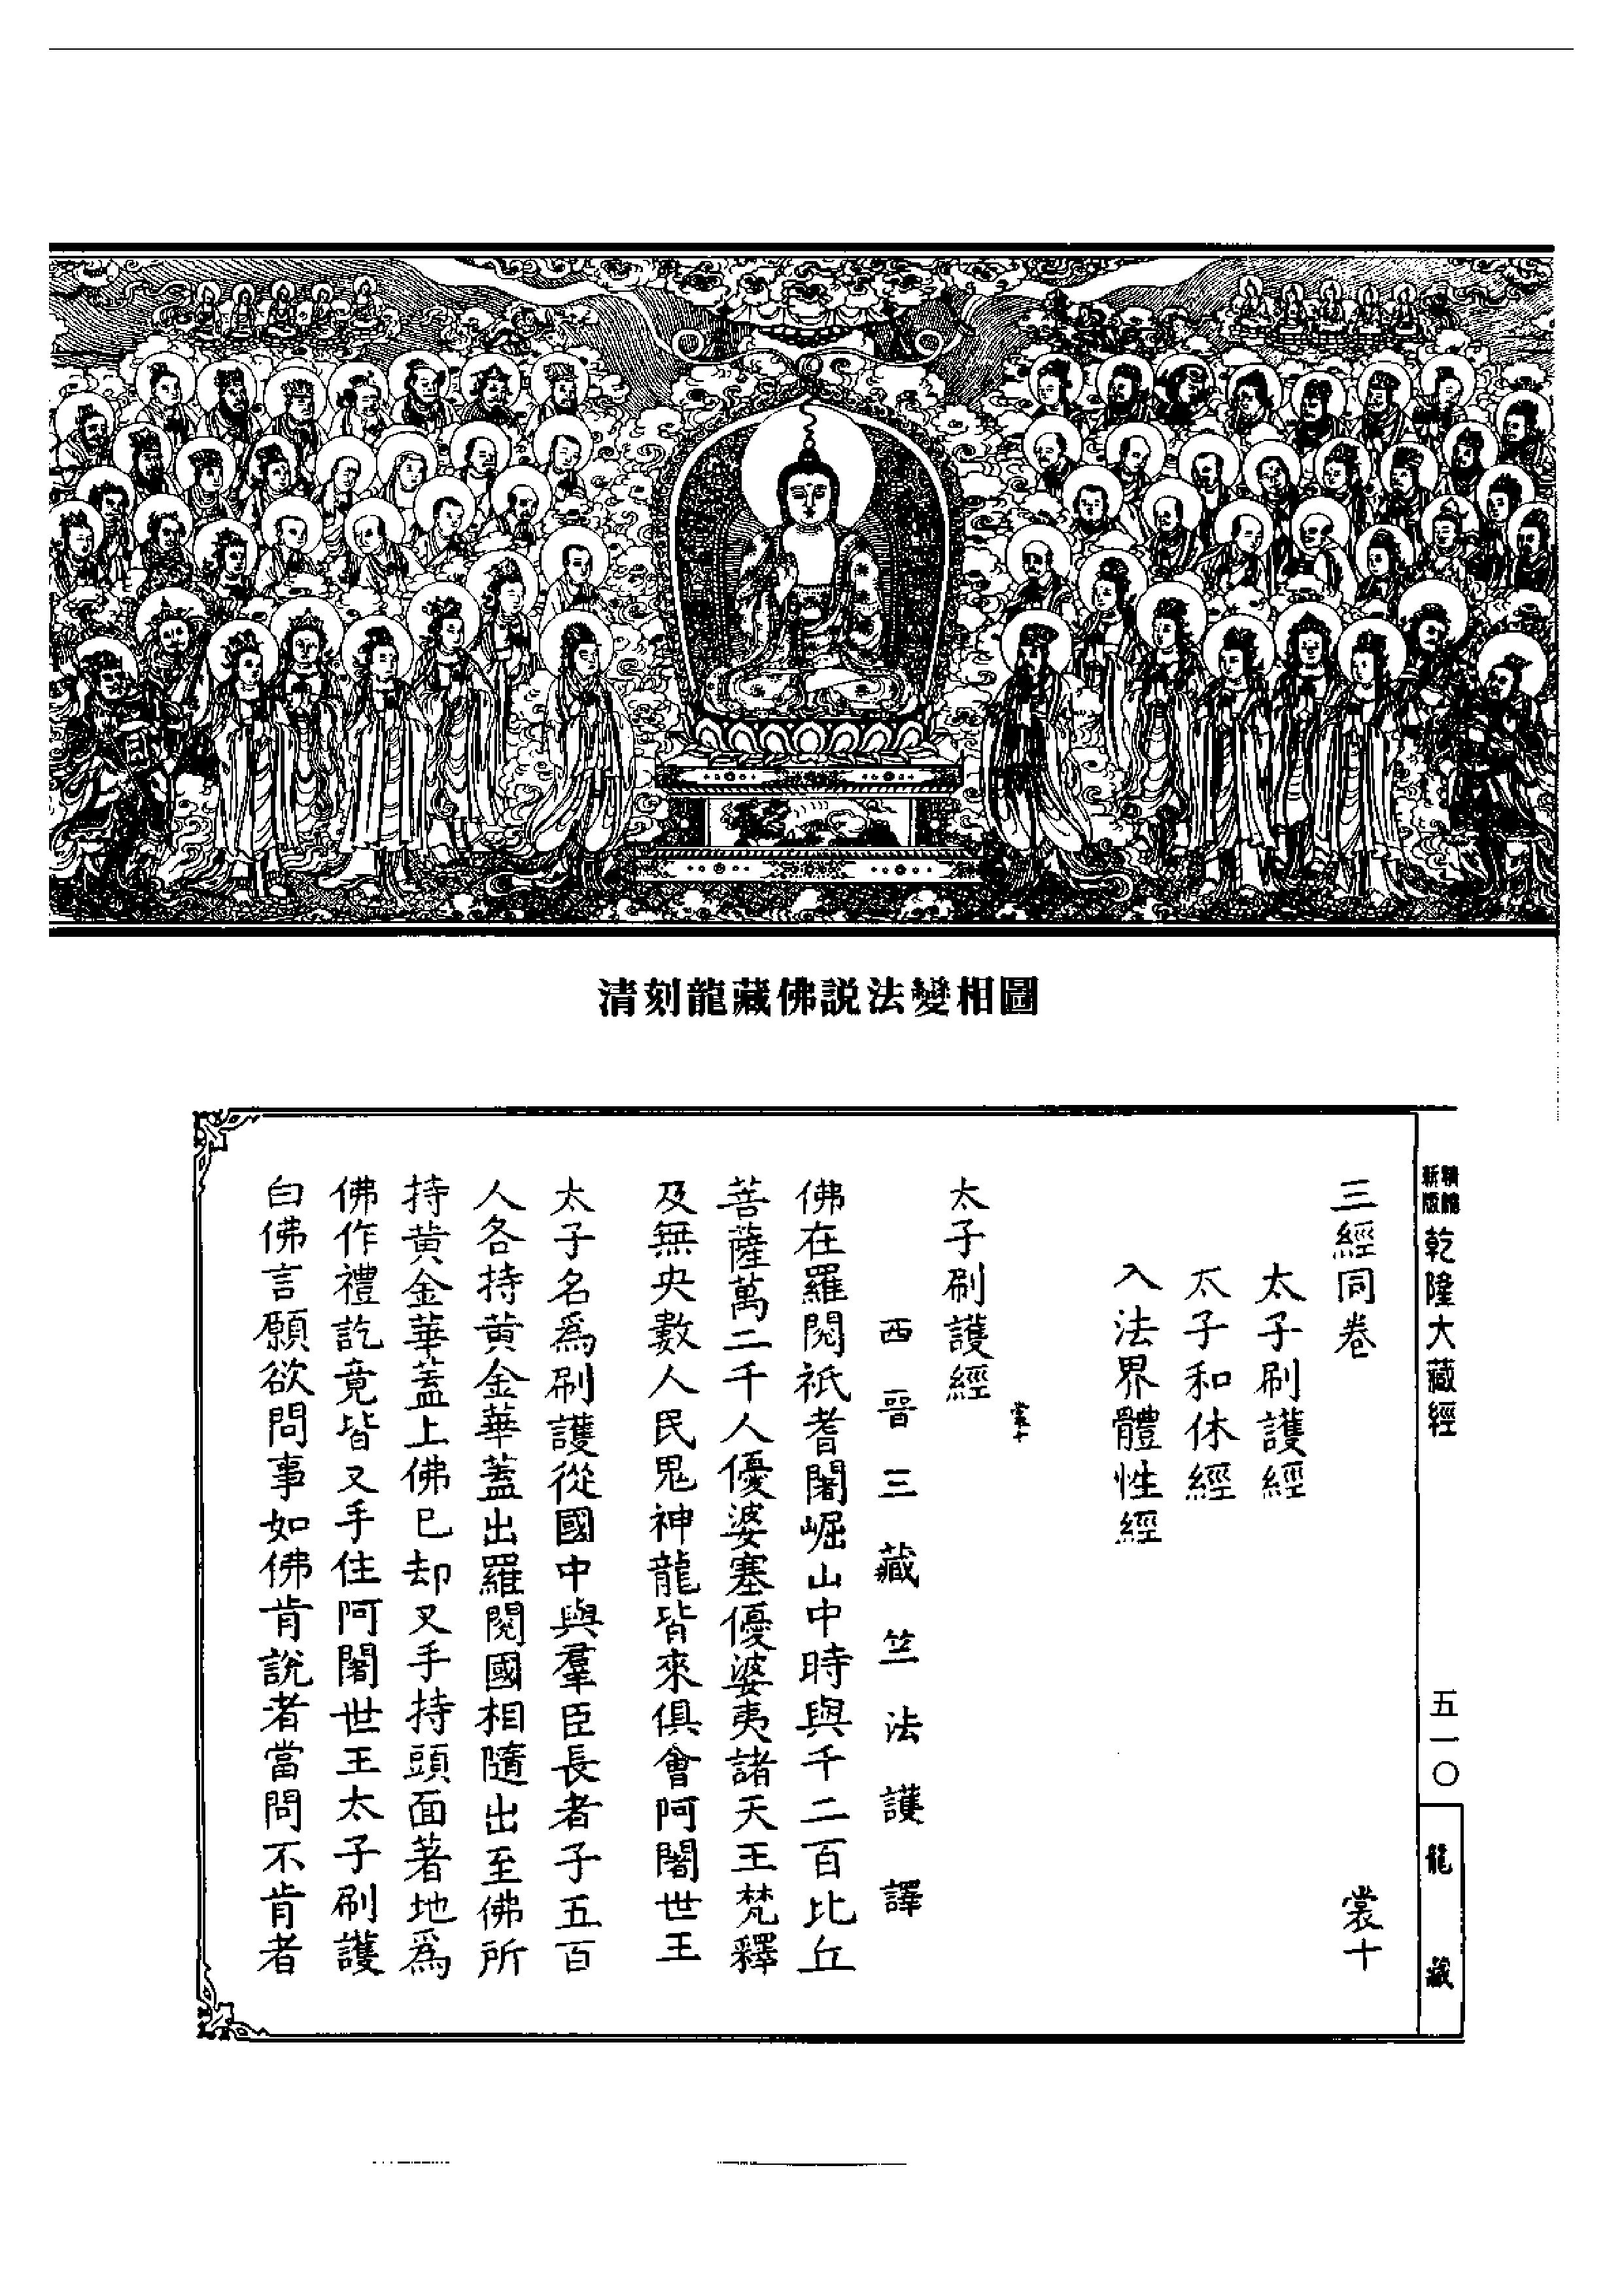 清刻龍藏佛説法變相圖
新版
精縮
乾隆大藏經
五一〇
龍藏
三經同卷 裳十
太子刷護經
太子和休經
入法界體性經
裳十
太子刷護經
西晉三藏竺法護譯
佛在羅閱祇耆闍崛山中時與千二百比丘
菩薩萬二千人優婆塞優婆夷諸天王梵釋
及無央數人民鬼神龍皆來俱會阿闍世王
太子名爲刷護從國中與羣臣長者子五百
人各持黄金華蓋出羅閱國相隨出至佛所
持黄金華蓋上佛已却叉手持頭面著地爲
佛作禮訖竟皆叉手住阿闍世王太子刷護
白佛言願欲問事如佛肯說者當問不肯者